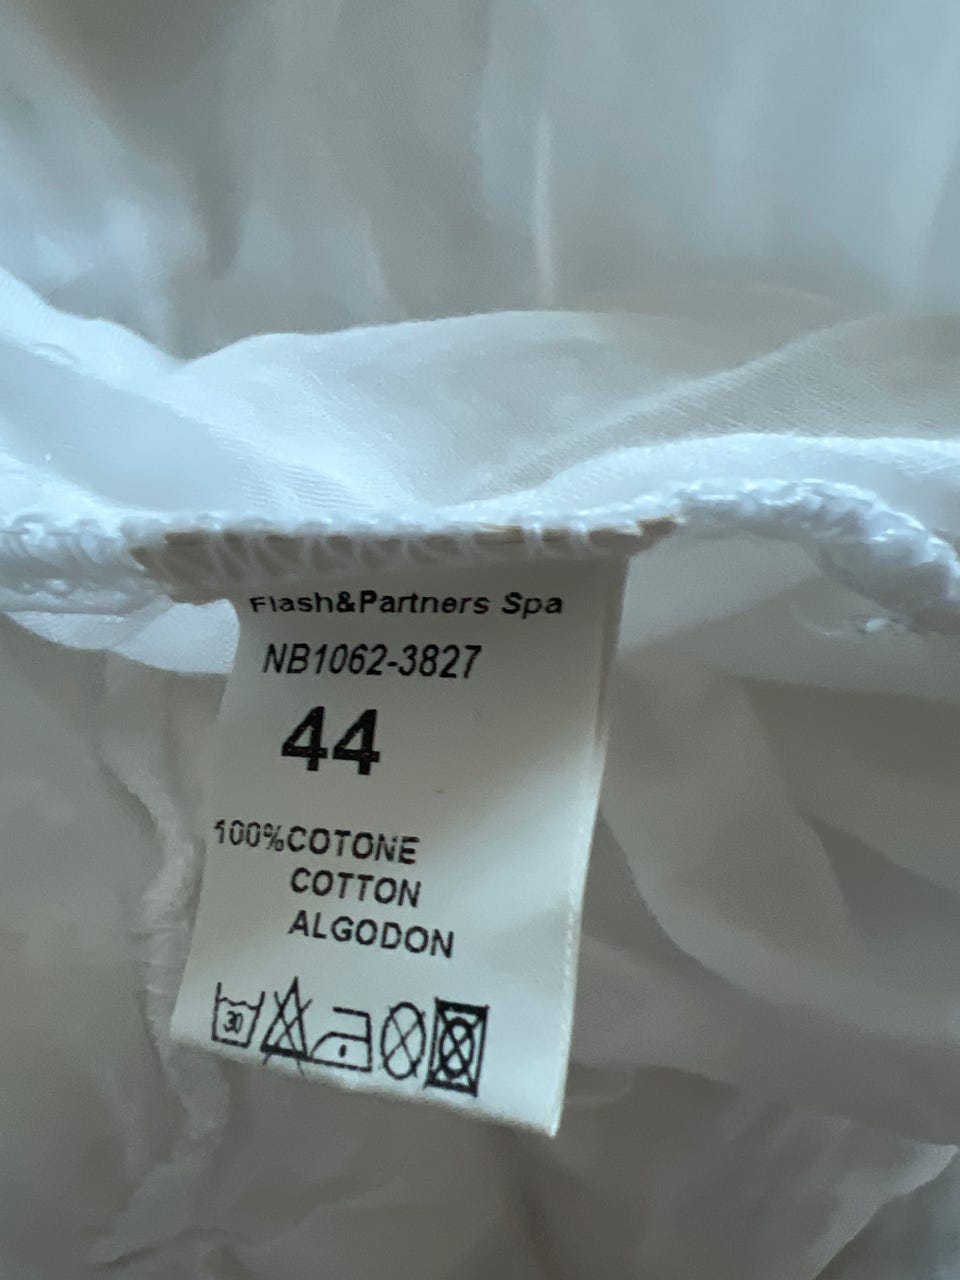 Flash&Partners Spa
NB1062-3827
44
100%COTONE
COTTON
ALGODON
30